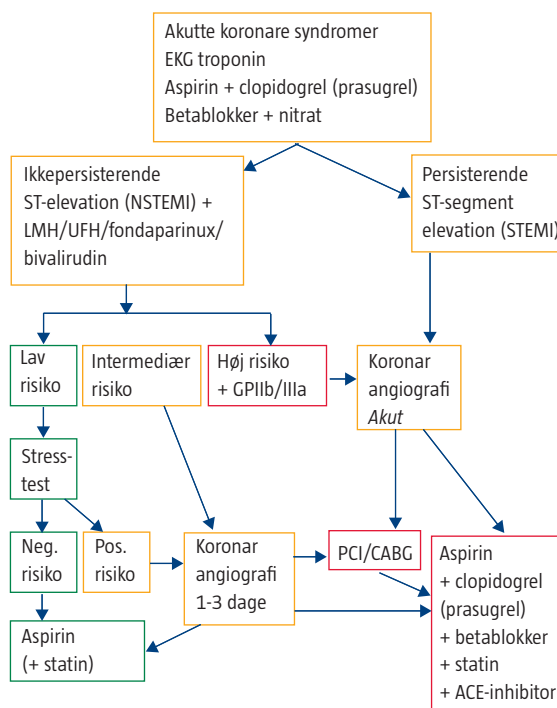 Akutte koronare syndromer
EKG troponin
Aspirin + clopidogrel (prasugrel)
Betablokker + nitrat
Ikkepersisterende
ST-elevation (NSTEMI) +
LMH/UFH/fondaparinux/
bivalirudin
Persisterende
ST-segment
elevation (STEMI)
Lav
risiko
Intermediær
risiko
Høj risiko
+ GPIIb/IIIa
Koronar
angiografi
Akut
Stress-
test
Neg.
risiko
Pos.
risiko
Koronar
angiografi
1-3 dage
PCI/CABG
Aspirin
+ clopidogrel
(prasugrel)
+ betablokker
+ statin
+ ACE-inhibitor
Aspirin
(+ statin)